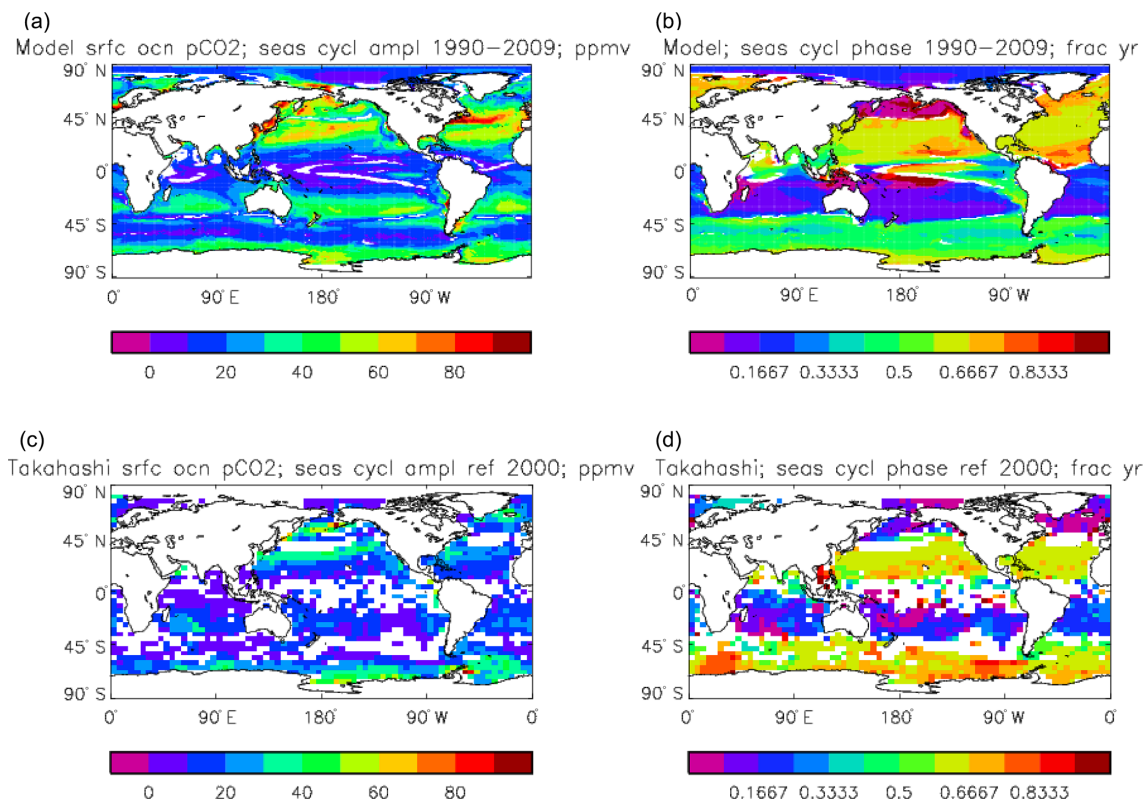 (a)
Model srfc ocn pCO2; seas cycl ampl 1990−2009; ppmv
90° N
45° N
0°
45° S
90° S
0° 90° E 180° 90° W
0 20 40 60 80
(b)
Model; seas cycl phase 1990−2009; frac yr
90° N
45° N
0°
45° S
90° S
0° 90° E 180° 90° W
0.1667 0.3333 0.5 0.6667 0.8333
(c)
Takahashi srfc ocn pCO2; seas cycl ampl ref 2000; ppmv
90° N
45° N
0°
45° S
90° S
0° 90° E 180° 90° W 0°
0 20 40 60 80
(d)
Takahashi; seas cycl phase ref 2000; frac yr
90° N
45° N
0°
45° S
90° S
0° 90° E 180° 90° W 0°
0.1667 0.3333 0.5 0.6667 0.8333